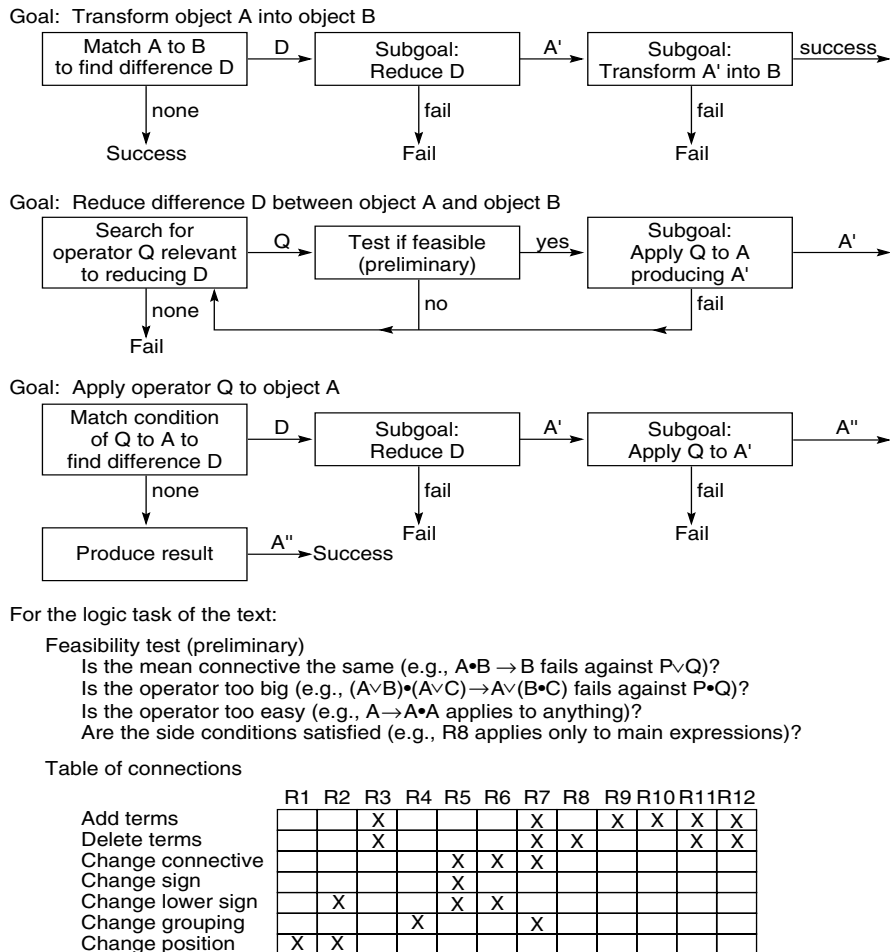 Goal: Transform object A into object B
Match A to B
to find difference D
D
Subgoal:
Reduce D
A'
Subgoal:
Transform A' into B
success
none
fail
fail
Success
Fail
Fail
Goal: Reduce difference D between object A and object B
Search for
operator Q relevant
to reducing D
Q
Test if feasible
(preliminary)
yes
Subgoal:
Apply Q to A
producing A'
A'
none
no
fail
Fail
Goal: Apply operator Q to object A
Match condition
of Q to A to
find difference D
D
Subgoal:
Reduce D
A'
Subgoal:
Apply Q to A'
A"
none
fail
fail
Fail
Fail
Produce result
A"
Success
For the logic task of the text:
Feasibility test (preliminary)
Is the mean connective the same (e.g., A•B → B fails against P∨Q)?
Is the operator too big (e.g., (A∨B)•(A∨C)→A∨(B•C) fails against P•Q)?
Is the operator too easy (e.g., A→A•A applies to anything)?
Are the side conditions satisfied (e.g., R8 applies only to main expressions)?
Table of connections
R1 R2 R3 R4 R5 R6 R7 R8 R9 R10 R11 R12
Add terms X X X X X X
Delete terms X X X X X
Change connective X X X
Change sign X
Change lower sign X X X
Change grouping X X
Change position X X